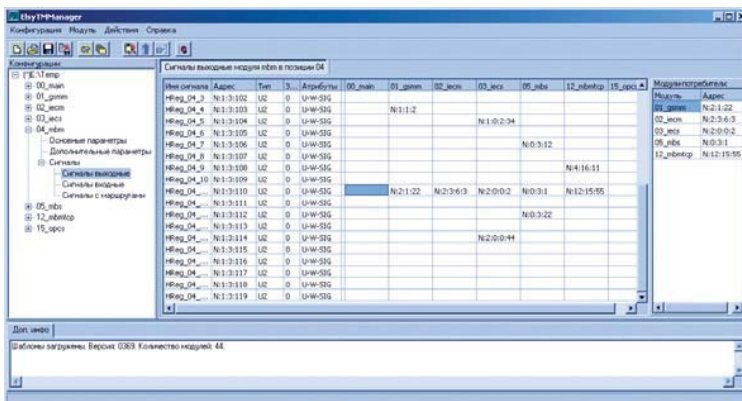 ElsyTMManager
Конфигурация Модуль Действия Справка
Конфигурации
Сигналы выходные модуля mbm в позиции 04
(*)E:\Temp
00_main
01_gsmm
02_iecm
03_iecs
04_mbm
Основные параметры
Дополнительные параметры
Сигналы
Сигналы выходные
Сигналы входные
Сигналы с маршрутами
05_mbs
12_mbmtcp
15_opcs
Имя сигнала Адрес Тип З... Атрибуты 00_main 01_gsmm 02_iecm 03_iecs 05_mbs 12_mbmtcp 15_opcs
HReg_04_3 N:1:3:102 U2 0 U-W-SIG
HReg_04_4 N:1:3:103 U2 0 U-W-SIG N:1:1:2
HReg_04_5 N:1:3:104 U2 0 U-W-SIG N:1:0:2:34
HReg_04_6 N:1:3:105 U2 0 U-W-SIG
HReg_04_7 N:1:3:106 U2 0 U-W-SIG N:0:3:12
HReg_04_8 N:1:3:107 U2 0 U-W-SIG
HReg_04_9 N:1:3:108 U2 0 U-W-SIG N:4:16:11
HReg_04_10 N:1:3:109 U2 0 U-W-SIG
HReg_04_... N:1:3:110 U2 0 U-W-SIG N:2:1:22 N:2:3:6:3 N:2:0:0:2 N:0:3:1 N:12:15:55
HReg_04_... N:1:3:111 U2 0 U-W-SIG
HReg_04_... N:1:3:112 U2 0 U-W-SIG N:0:3:22
HReg_04_... N:1:3:113 U2 0 U-W-SIG
HReg_04_... N:1:3:114 U2 0 U-W-SIG N:2:0:0:44
HReg_04_... N:1:3:115 U2 0 U-W-SIG
HReg_04_... N:1:3:116 U2 0 U-W-SIG
HReg_04_... N:1:3:117 U2 0 U-W-SIG
HReg_04_... N:1:3:118 U2 0 U-W-SIG
HReg_04_... N:1:3:119 U2 0 U-W-SIG
Модули-потребители:
Модуль Адрес
01_gsmm N:2:1:22
02_iecm N:2:3:6:3
03_iecs N:2:0:0:2
05_mbs N:0:3:1
12_mbmtcp N:12:15:55
Доп. инфо
Шаблоны загружены. Версия: 0369. Количество модулей: 44.